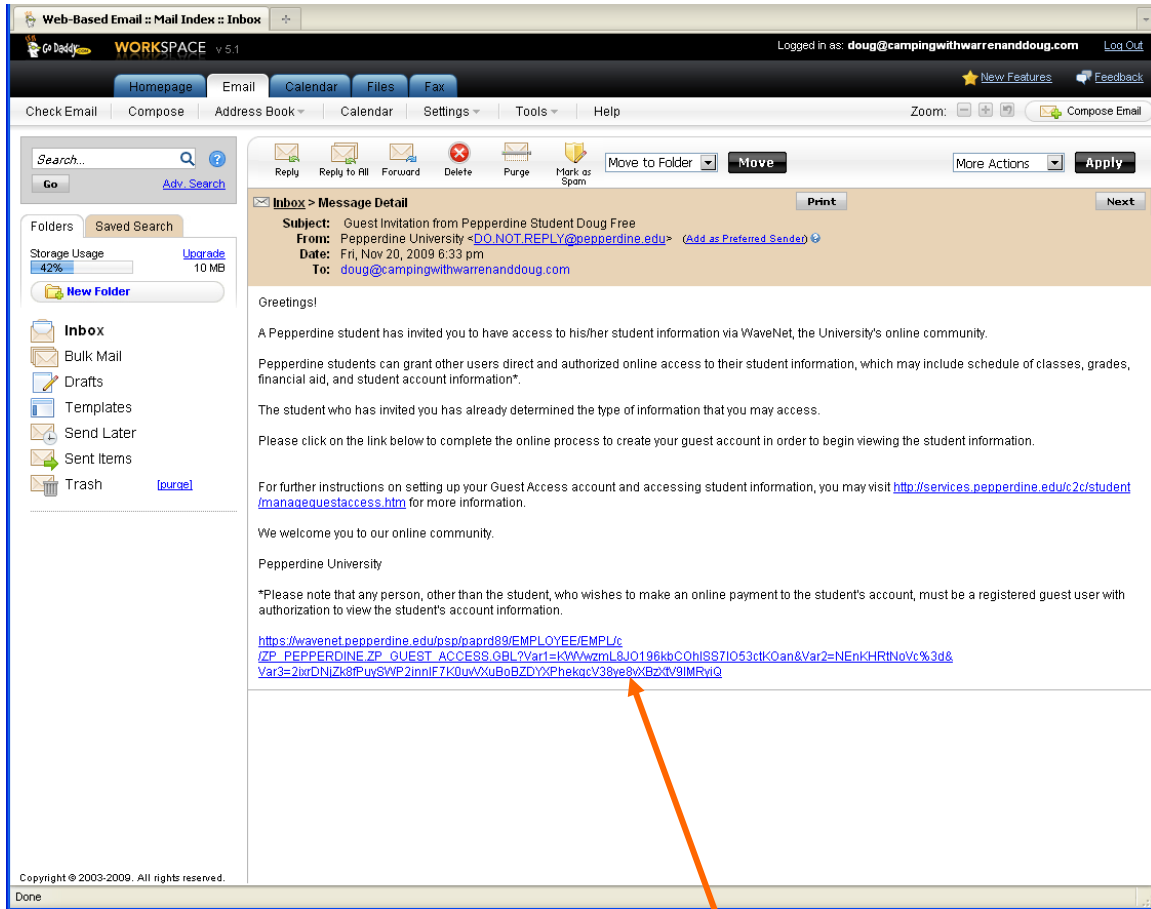 Web-Based Email :: Mail Index :: Inbox
Go Daddy.com WORKSPACE v 5.1
Logged in as: doug@campingwithwarrenanddoug.com Log Out
Homepage Email Calendar Files Fax
New Features Feedback
Check Email Compose Address Book Calendar Settings Tools Help
Zoom: Compose Email
Search...
Go Adv. Search
Folders Saved Search
Storage Usage Upgrade
42% 10 MB
New Folder
Inbox
Bulk Mail
Drafts
Templates
Send Later
Sent Items
Trash [purge]
Reply Reply to All Forward Delete Purge Mark as Spam
Move to Folder Move
More Actions Apply
Inbox > Message Detail
Print Next
Subject: Guest Invitation from Pepperdine Student Doug Free
From: Pepperdine University <DO.NOT.REPLY@pepperdine.edu> (Add as Preferred Sender)
Date: Fri, Nov 20, 2009 6:33 pm
To: doug@campingwithwarrenanddoug.com
Greetings!
A Pepperdine student has invited you to have access to his/her student information via WaveNet, the University's online community.
Pepperdine students can grant other users direct and authorized online access to their student information, which may include schedule of classes, grades,
financial aid, and student account information*.
The student who has invited you has already determined the type of information that you may access.
Please click on the link below to complete the online process to create your guest account in order to begin viewing the student information.
For further instructions on setting up your Guest Access account and accessing student information, you may visit http://services.pepperdine.edu/c2c/student
/manageguestaccess.htm for more information.
We welcome you to our online community.
Pepperdine University
*Please note that any person, other than the student, who wishes to make an online payment to the student's account, must be a registered guest user with
authorization to view the student's account information.
https://wavenet.pepperdine.edu/psp/paprd89/EMPLOYEE/EMPL/c
/ZP_PEPPERDINE.ZP_GUEST_ACCESS.GBL?Var1=KWVwzmL8JO196kbCOhISS7IO53ctKOan&Var2=NEnKHRtNoVc%3d&
Var3=2ixrDNjZk8fPuySWP2innIF7K0uvVXuBoBZDYXPhekqcV38ye8vXBzXtV9IMRyiQ
Copyright © 2003-2009. All rights reserved.
Done